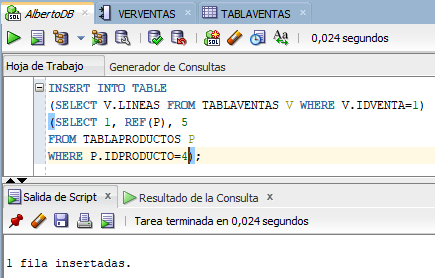 AlbertoDB VERVENTAS TABLAVENTAS
SQL 0,024 segundos
Hoja de Trabajo Generador de Consultas
INSERT INTO TABLE
(SELECT V.LINEAS FROM TABLAVENTAS V WHERE V.IDVENTA=1)
(SELECT 1, REF(P), 5
FROM TABLAPRODUCTOS P
WHERE P.IDPRODUCTO=4);
Salida de Script Resultado de la Consulta
Tarea terminada en 0,024 segundos
1 fila insertadas.